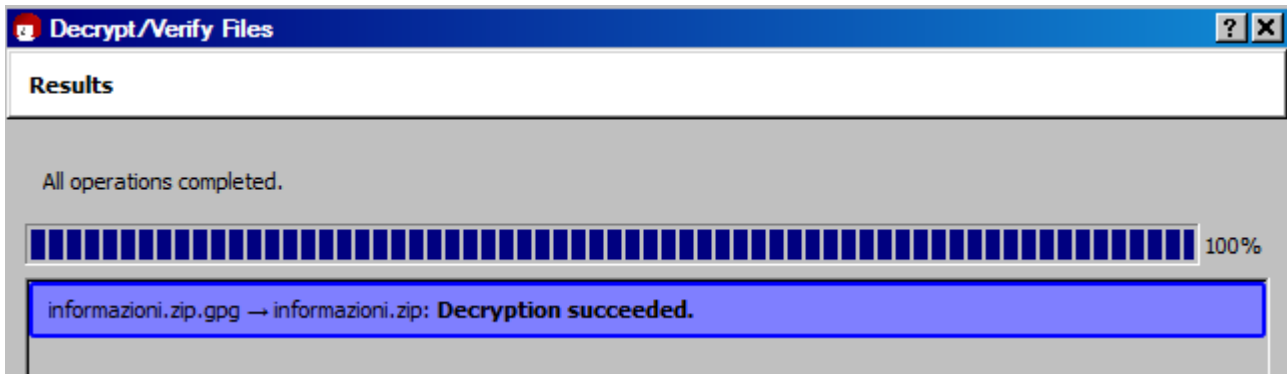 Decrypt/Verify Files
Results
All operations completed.
100%
informazioni.zip.gpg → informazioni.zip: Decryption succeeded.